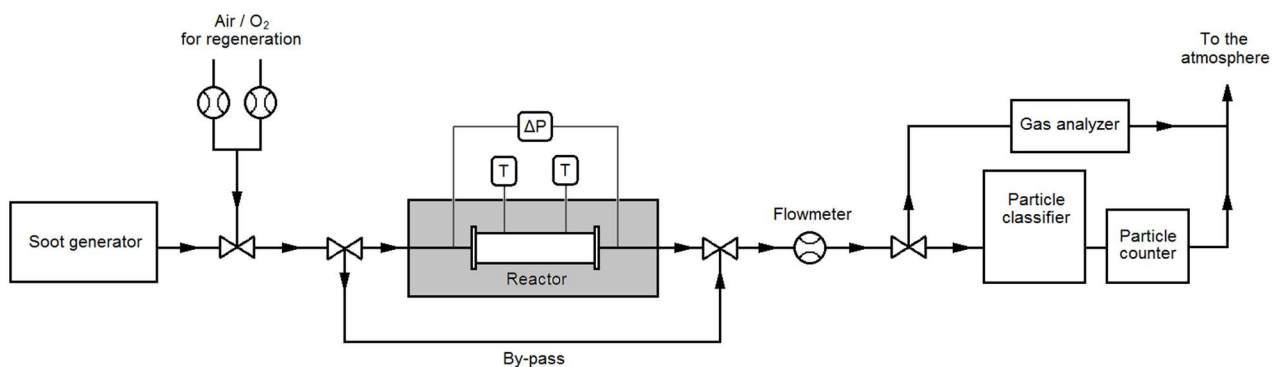 Air / O₂
for regeneration
To the
atmosphere
ΔP
Gas analyzer
T
T
Particle
classifier
Flowmeter
Soot generator
Particle
counter
Reactor
By-pass